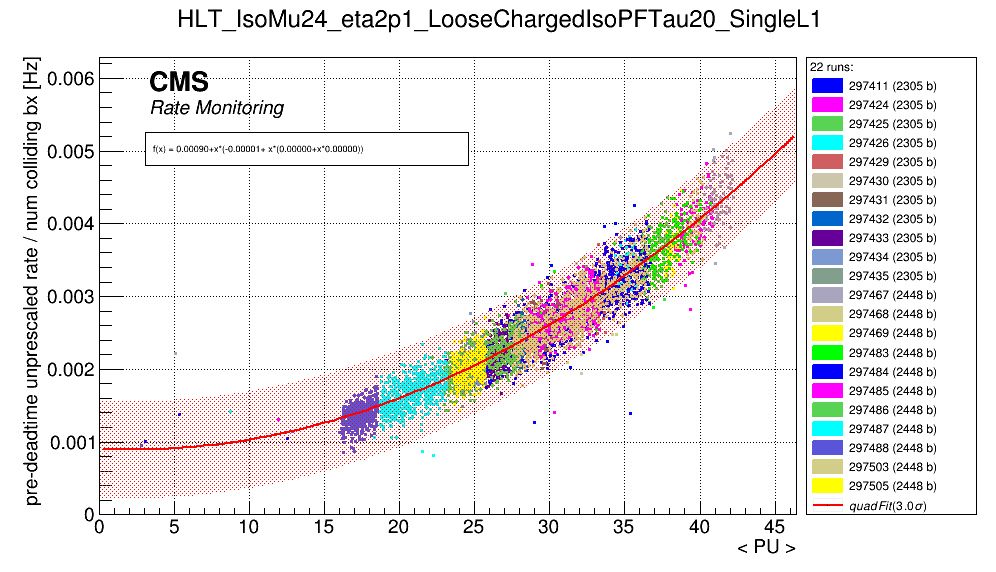 HLT_IsoMu24_eta2p1_LooseChargedIsoPFTau20_SingleL1
pre-deadtime unprescaled rate / num colliding bx [Hz]
0.006
0.005
0.004
0.003
0.002
0.001
0
CMS
Rate Monitoring
f(x) = 0.00090+x*(-0.00001+ x*(0.00000+x*0.00000))
0 5 10 15 20 25 30 35 40 45
< PU >
22 runs:
297411 (2305 b)
297424 (2305 b)
297425 (2305 b)
297426 (2305 b)
297429 (2305 b)
297430 (2305 b)
297431 (2305 b)
297432 (2305 b)
297433 (2305 b)
297434 (2305 b)
297435 (2305 b)
297467 (2448 b)
297468 (2448 b)
297469 (2448 b)
297483 (2448 b)
297484 (2448 b)
297485 (2448 b)
297486 (2448 b)
297487 (2448 b)
297488 (2448 b)
297503 (2448 b)
297505 (2448 b)
quadFit(3.0σ)